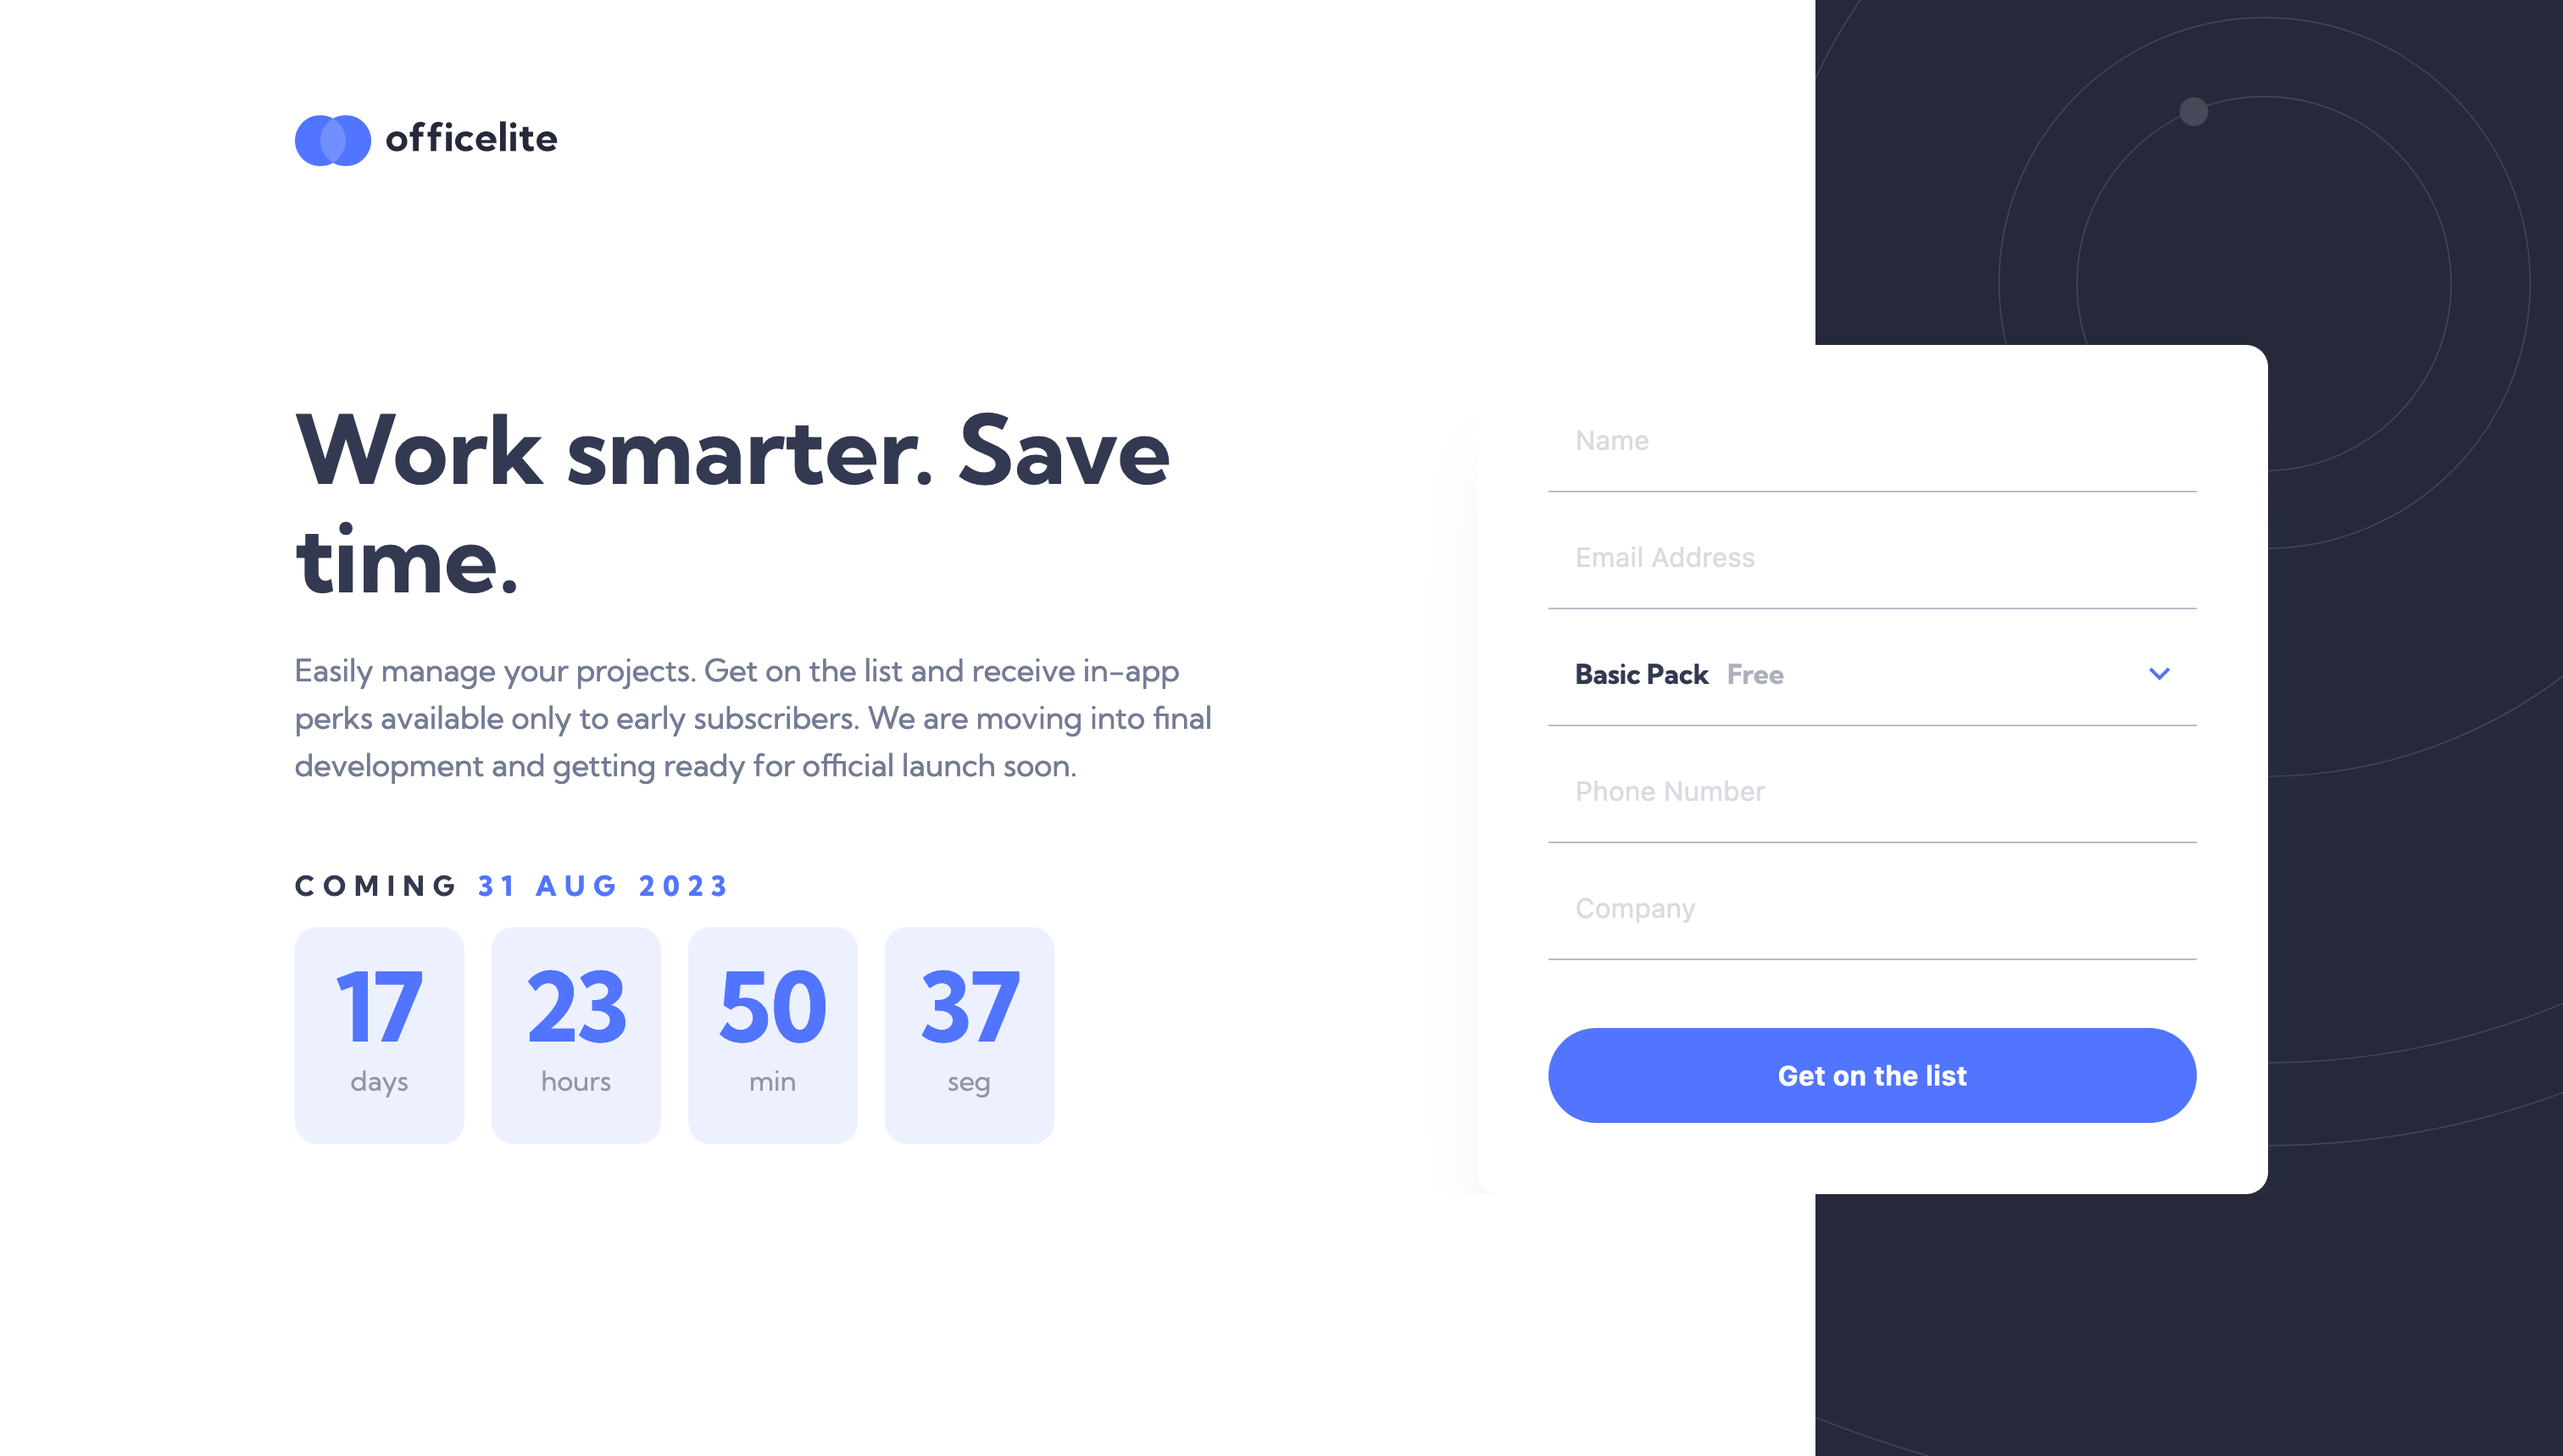 officelite
Work smarter. Save
time.
Easily manage your projects. Get on the list and receive in-app
perks available only to early subscribers. We are moving into final
development and getting ready for official launch soon.
COMING 31 AUG 2023
17 23 50 37
days hours min seg
Name
Email Address
Basic Pack Free
Phone Number
Company
Get on the list